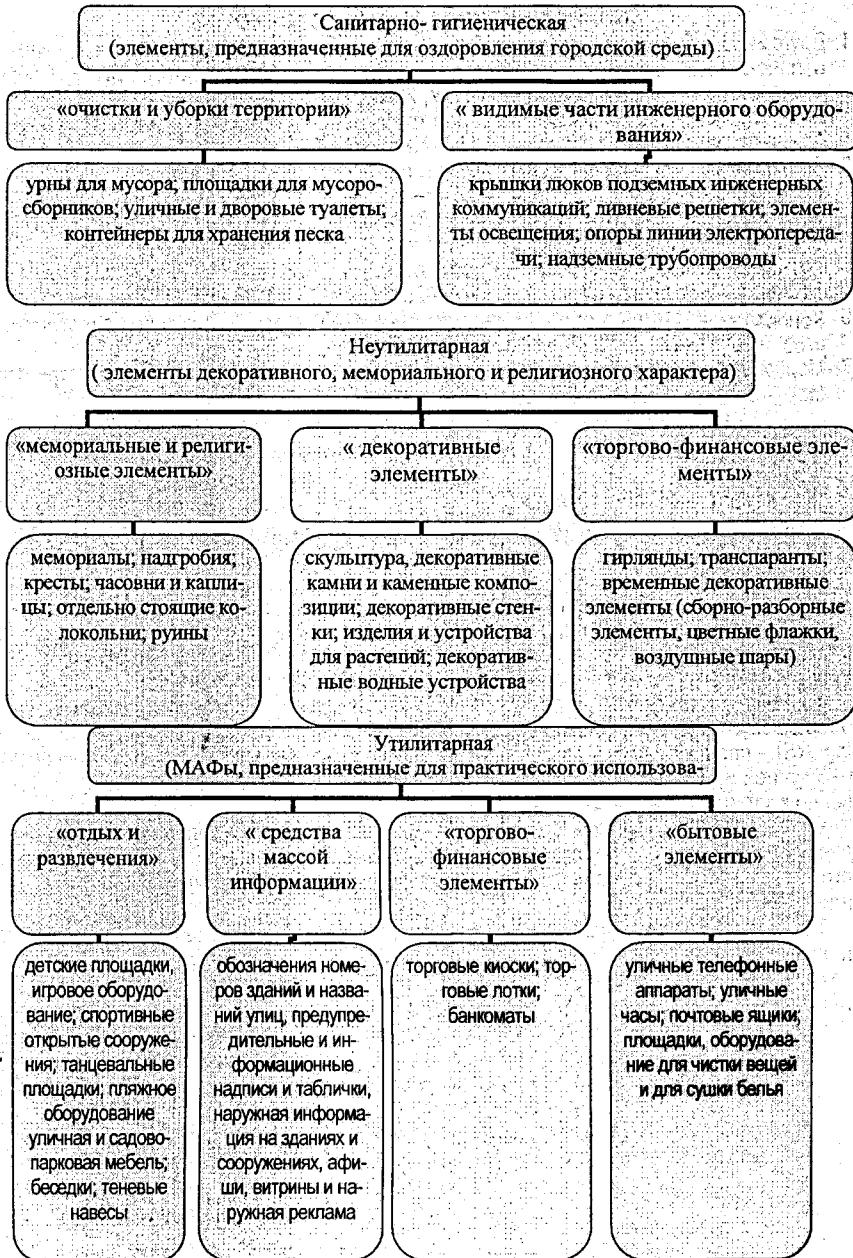 Санитарно- гигиеническая
(элементы, предназначенные для оздоровления городской среды)
«очистки и уборки территории»
« видимые части инженерного оборудо-
вания»
урны для мусора; площадки для мусоро-
сборников; уличные и дворовые туалеты;
контейнеры для хранения песка
крышки люков подземных инженерных
коммуникаций; ливневые решетки; элемен-
ты освещения; опоры линии электропереда-
чи; надземные трубопроводы
Неутилитарная
( элементы декоративного, мемориального и религиозного характера)
«мемориальные и религи-
озные элементы»
« декоративные
элементы»
«торгово-финансовые эле-
менты»
мемориалы; надгробия;
кресты; часовни и капли-
цы; отдельно стоящие ко-
локольни; руины
скульптура, декоративные
камни и каменные компо-
зиции; декоративные стен-
ки; изделия и устройства
для растений; декоратив-
ные водные устройства
гирлянды; транспаранты;
временные декоративные
элементы (сборно-разборные
элементы, цветные флажки,
воздушные шары)
Утилитарная
(МАФы, предназначенные для практического использова-
«отдых и
развлечения»
« средства
массой
информации»
«торгово-
финансовые
элементы»
«бытовые
элементы»
детские площадки,
игровое оборудо-
вание; спортивные
открытые сооруже-
ния; танцевальные
площадки; пляжное
оборудование
уличная и садово-
парковая мебель;
беседки; теневые
навесы
обозначения номе-
ров зданий и назва-
ний улиц, предупре-
дительные и ин-
формационные
надписи и таблички,
наружная информа-
ция на зданиях и
сооружениях, афи-
ши, витрины и на-
ружная реклама
торговые киоски; тор-
говые лотки;
банкоматы
уличные телефонные
аппараты; уличные
часы; почтовые ящики;
площадки, оборудова-
ние для чистки вещей
и для сушки белья